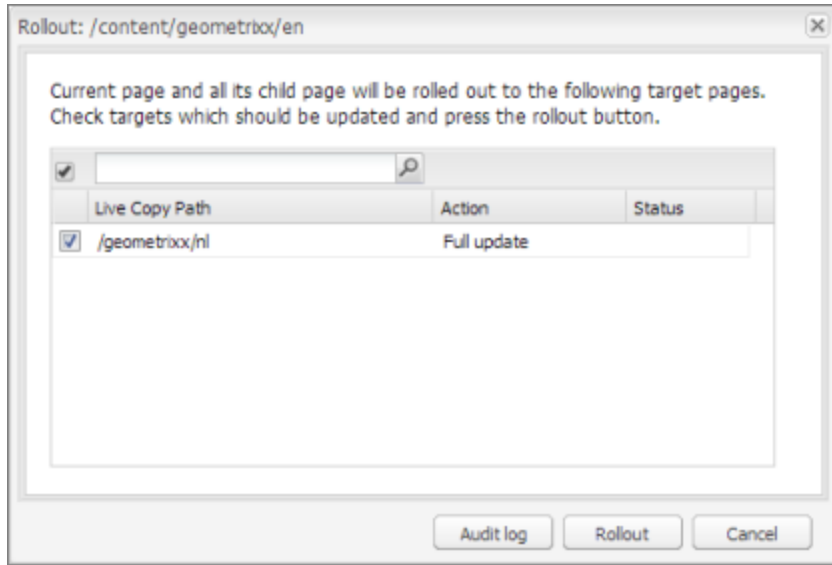 Rollout: /content/geometrixx/en
Current page and all its child page will be rolled out to the following target pages.
Check targets which should be updated and press the rollout button.
Live Copy Path Action Status
/geometrixx/nl Full update
Audit log Rollout Cancel